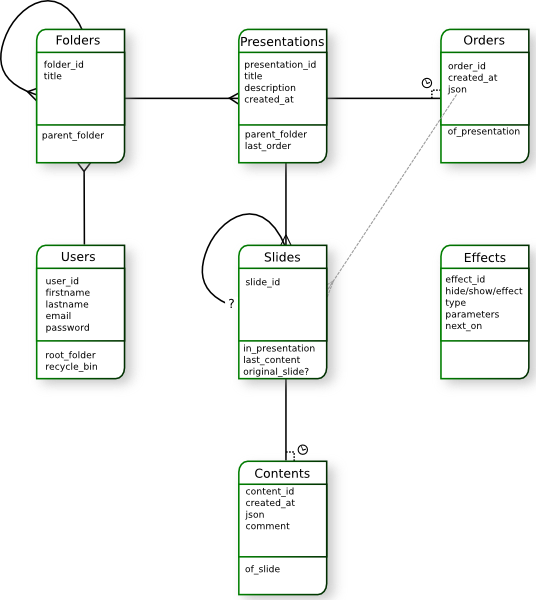 Folders
folder_id
title
parent_folder
Presentations
presentation_id
title
description
created_at
parent_folder
last_order
Orders
order_id
created_at
json
of_presentation
Users
user_id
firstname
lastname
email
password
root_folder
recycle_bin
?
Slides
slide_id
in_presentation
last_content
original_slide?
Effects
effect_id
hide/show/effect
type
parameters
next_on
Contents
content_id
created_at
json
comment
of_slide